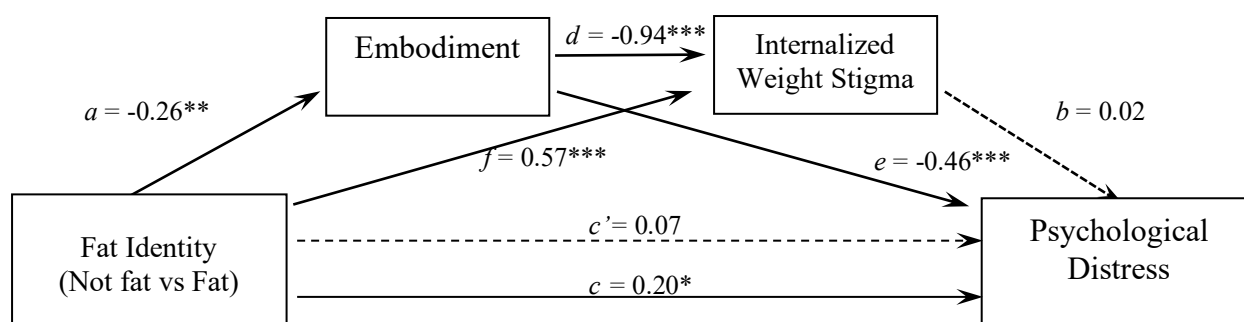 Embodiment
d = -0.94***
Internalized
Weight Stigma
a = -0.26**
b = 0.02
f = 0.57***
e = -0.46***
Fat Identity
(Not fat vs Fat)
c’= 0.07
c = 0.20*
Psychological
Distress